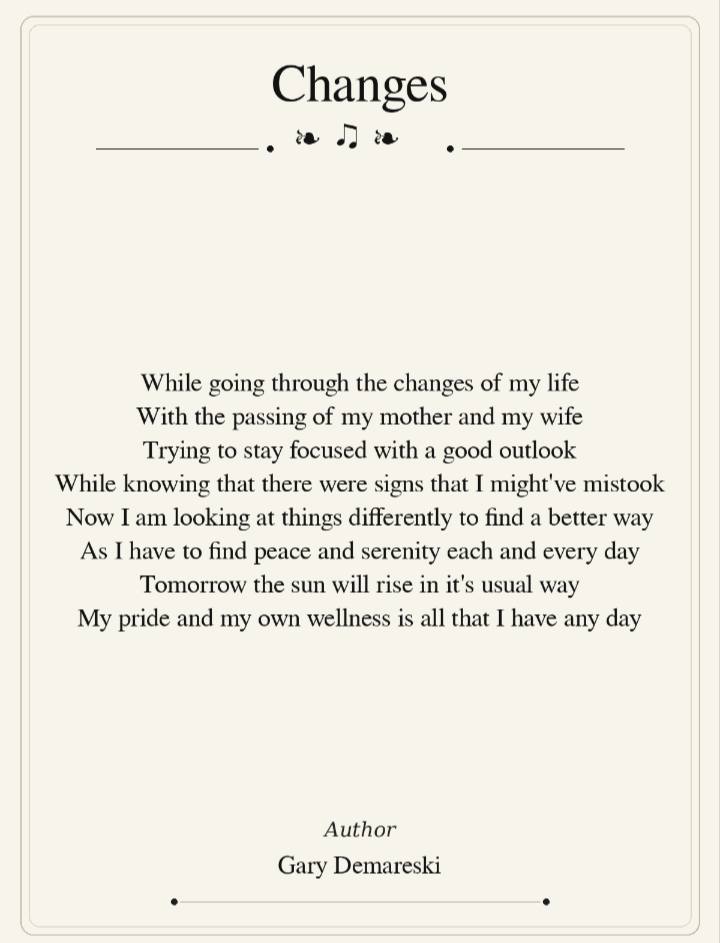 Changes
❧ ♫ ❧
While going through the changes of my life
With the passing of my mother and my wife
Trying to stay focused with a good outlook
While knowing that there were signs that I might've mistook
Now I am looking at things differently to find a better way
As I have to find peace and serenity each and every day
Tomorrow the sun will rise in it's usual way
My pride and my own wellness is all that I have any day
Author
Gary Demareski